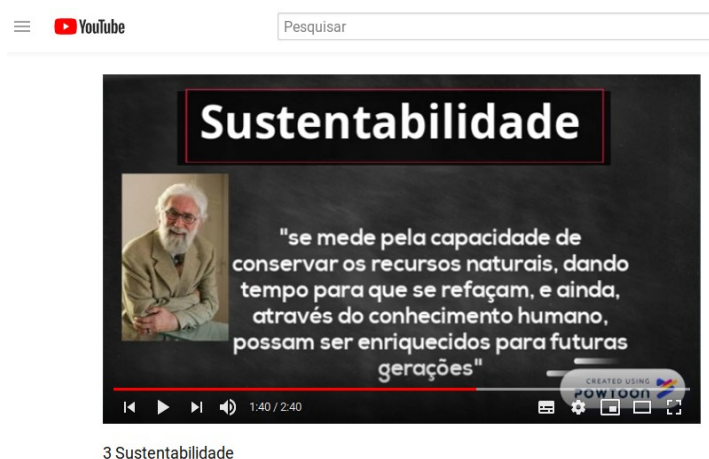 YouTube
Pesquisar
Sustentabilidade
"se mede pela capacidade de
conservar os recursos naturais, dando
tempo para que se refaçam, e ainda,
através do conhecimento humano,
possam ser enriquecidos para futuras
gerações"
CREATED USING
POWTOON
1:40 / 2:40
3 Sustentabilidade